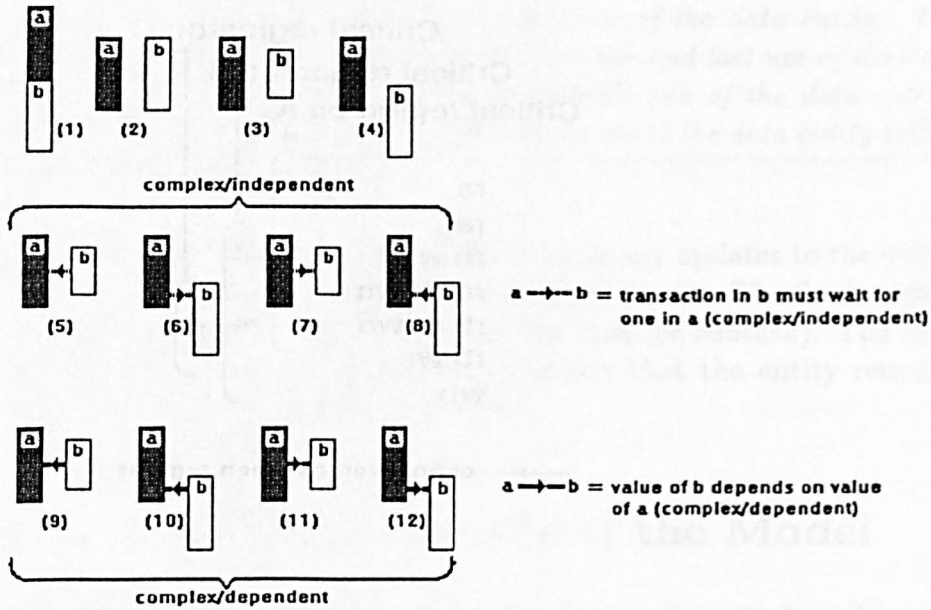 a
b
(1)
a
b
(2)
a
b
(3)
a
b
(4)
complex/independent
a
b
(5)
a
b
(6)
a
b
(7)
a
b
(8)
a b = transaction in b must wait for
one in a (complex/independent)
a
b
(9)
a
b
(10)
a
b
(11)
a
b
(12)
a b = value of b depends on value
of a (complex/dependent)
complex/dependent